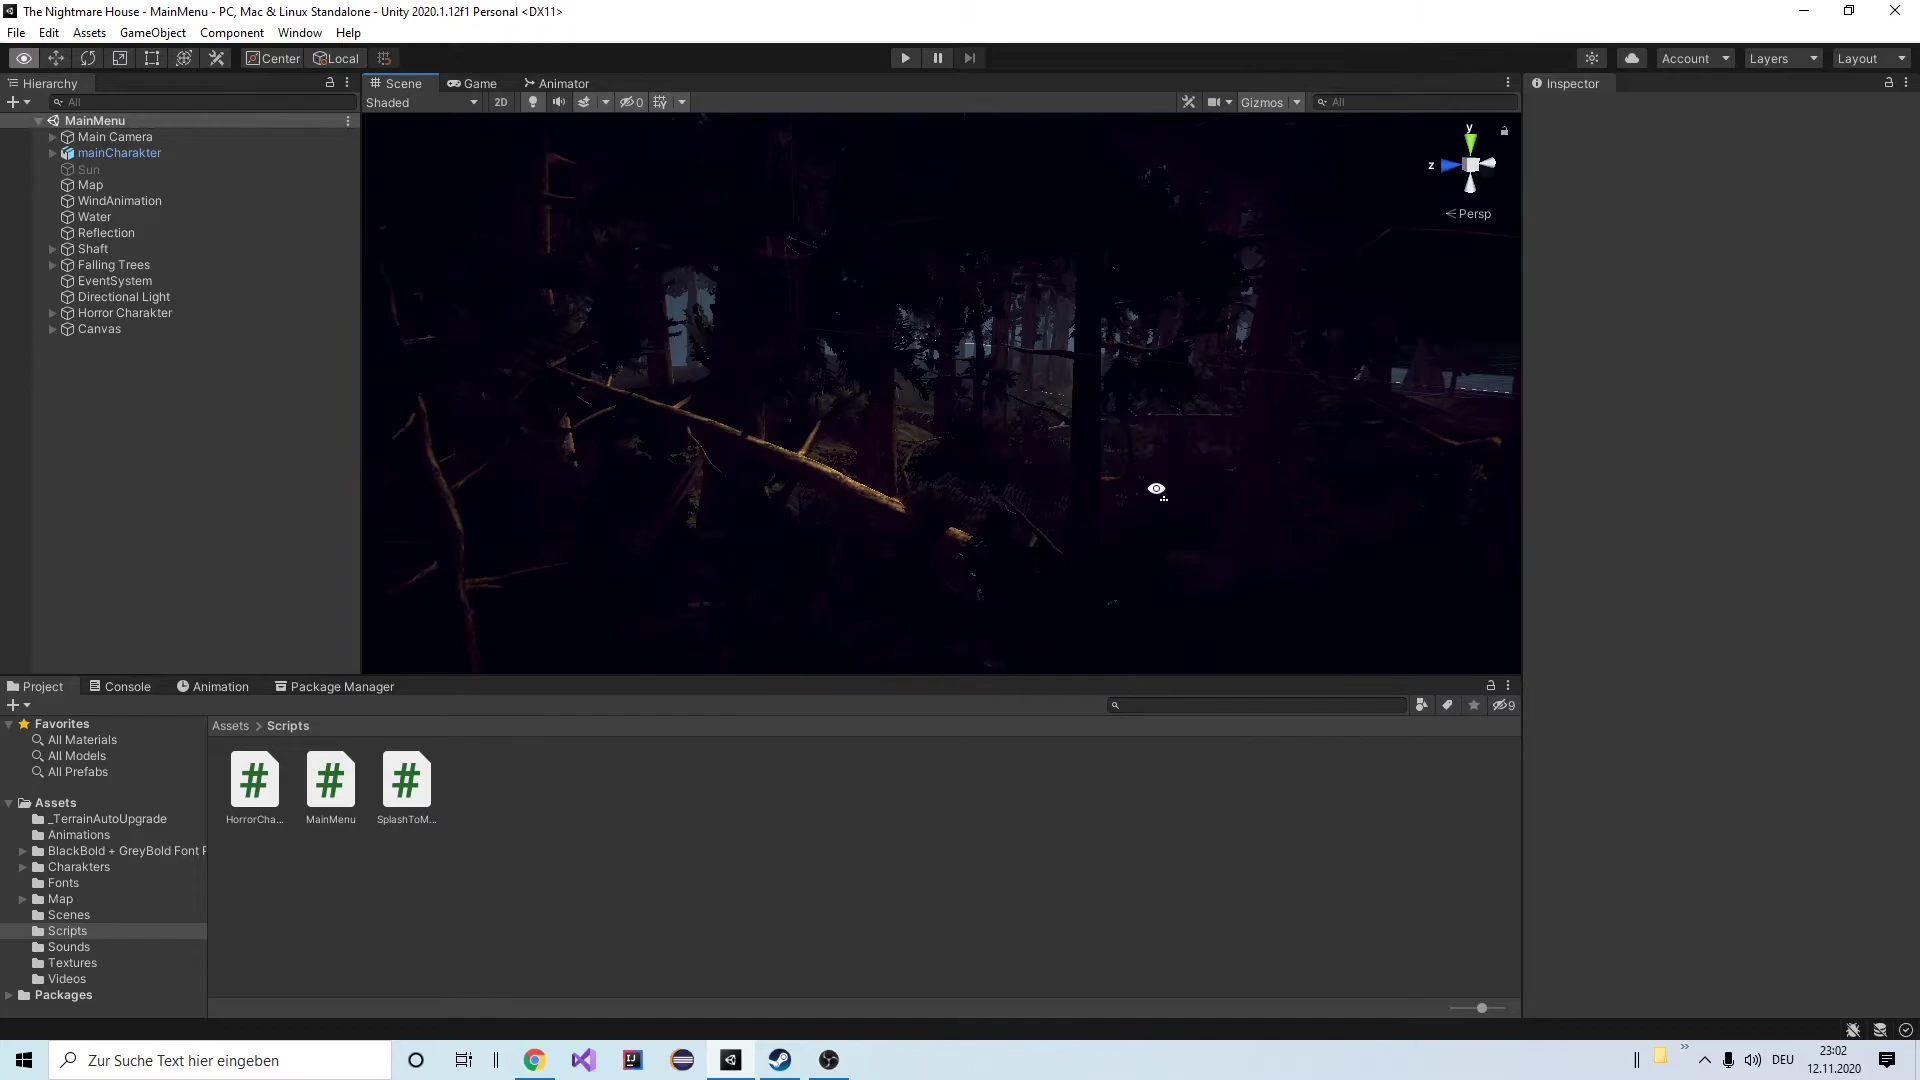 The Nightmare House - MainMenu - PC, Mac & Linux Standalone - Unity 2020.1.12f1 Personal <DX11>
File Edit Assets GameObject Component Window Help
Center Local Account Layers Layout
Hierarchy Scene Game Animator Inspector
All Shaded 2D 0 Gizmos All
MainMenu
Main Camera
mainCharakter
Sun
Map
WindAnimation
Water
Reflection
Shaft
Falling Trees
EventSystem
Directional Light
Horror Charakter
Canvas
y
z
Persp
Project Console Animation Package Manager
9
Favorites
All Materials
All Models
All Prefabs
Assets
_TerrainAutoUpgrade
Animations
BlackBold + GreyBold Font P
Charakters
Fonts
Map
Scenes
Scripts
Sounds
Textures
Videos
Packages
Assets > Scripts
HorrorCha... MainMenu SplashToM...
Zur Suche Text hier eingeben
DEU
23:02
12.11.2020